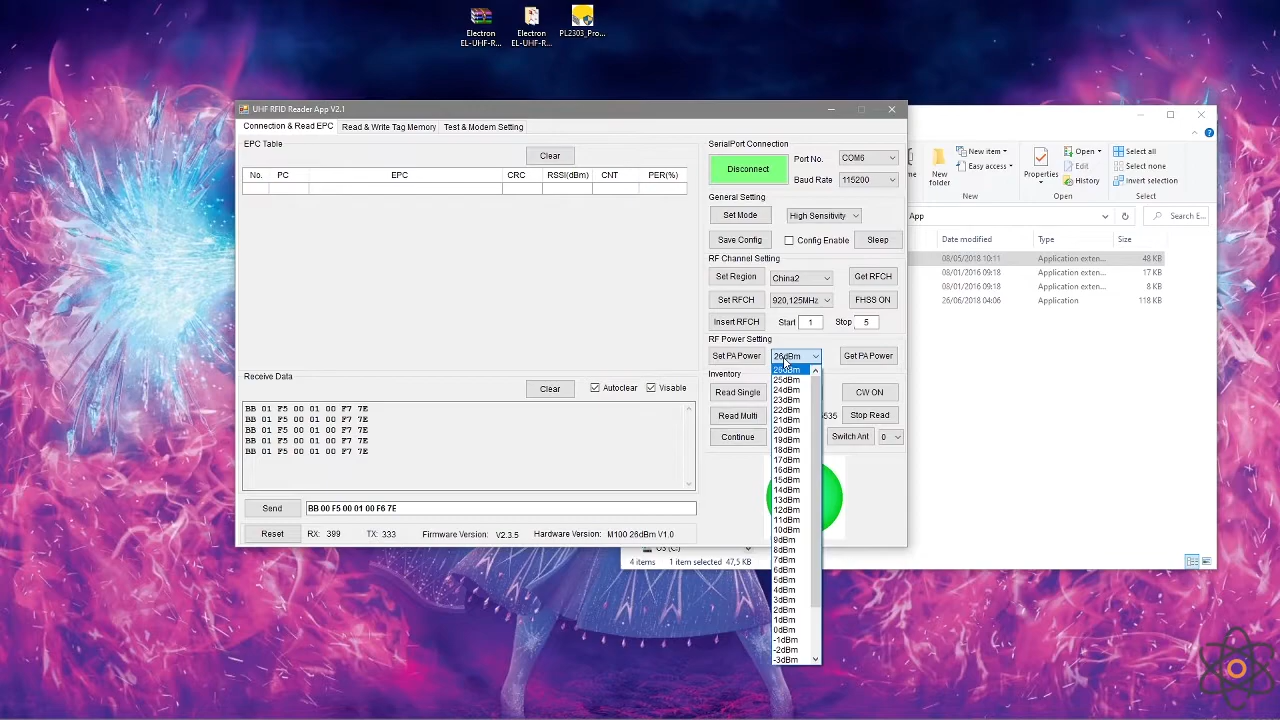 Electron
EL-UHF-R...
Electron
EL-UHF-R...
PL2303_Pro...
UHF RFID Reader App V2.1
Connection & Read EPC
Read & Write Tag Memory
Test & Modem Setting
EPC Table
Clear
No. PC EPC CRC RSSI(dBm) CNT PER(%)
Receive Data
Clear
Autoclear
Visable
BB 01 F5 00 01 00 F7 7E
BB 01 F5 00 01 00 F7 7E
BB 01 F5 00 01 00 F7 7E
BB 01 F5 00 01 00 F7 7E
BB 01 F5 00 01 00 F7 7E
Send
BB 00 F5 00 01 00 F6 7E
Reset
RX: 399
TX: 333
Firmware Version:
Hardware Version: M100 26dBm V1.0
SerialPort Connection
Disconnect
Port No. COM6
Baud Rate 115200
General Setting
Set Mode
High Sensitivity
Save Config
Config Enable
Sleep
RF Channel Setting
Set Region
China2
Get RFCH
Set RFCH
920,125MHz
FHSS ON
Insert RFCH
Start 1
Stop 5
RF Power Setting
Set PA Power
26dBm
Get PA Power
26dBm
25dBm
24dBm
23dBm
22dBm
21dBm
20dBm
19dBm
18dBm
17dBm
16dBm
15dBm
14dBm
13dBm
12dBm
11dBm
10dBm
9dBm
8dBm
7dBm
6dBm
5dBm
4dBm
3dBm
2dBm
1dBm
0dBm
-1dBm
-2dBm
-3dBm
Inventory
Read Single
CW ON
Read Multi
535
Stop Read
Continue
Switch Ant
0
New folder
New item
Easy access
New
Properties
Open
Edit
History
Open
Select all
Select none
Invert selection
Select
App
Search E...
Date modified
Type
Size
08/05/2018 10:11 Application exten... 48 KB
08/01/2016 09:18 Application exten... 17 KB
08/01/2016 09:18 Application exten... 8 KB
26/06/2018 04:06 Application 118 KB
4 items
1 item selected 47,5 KB